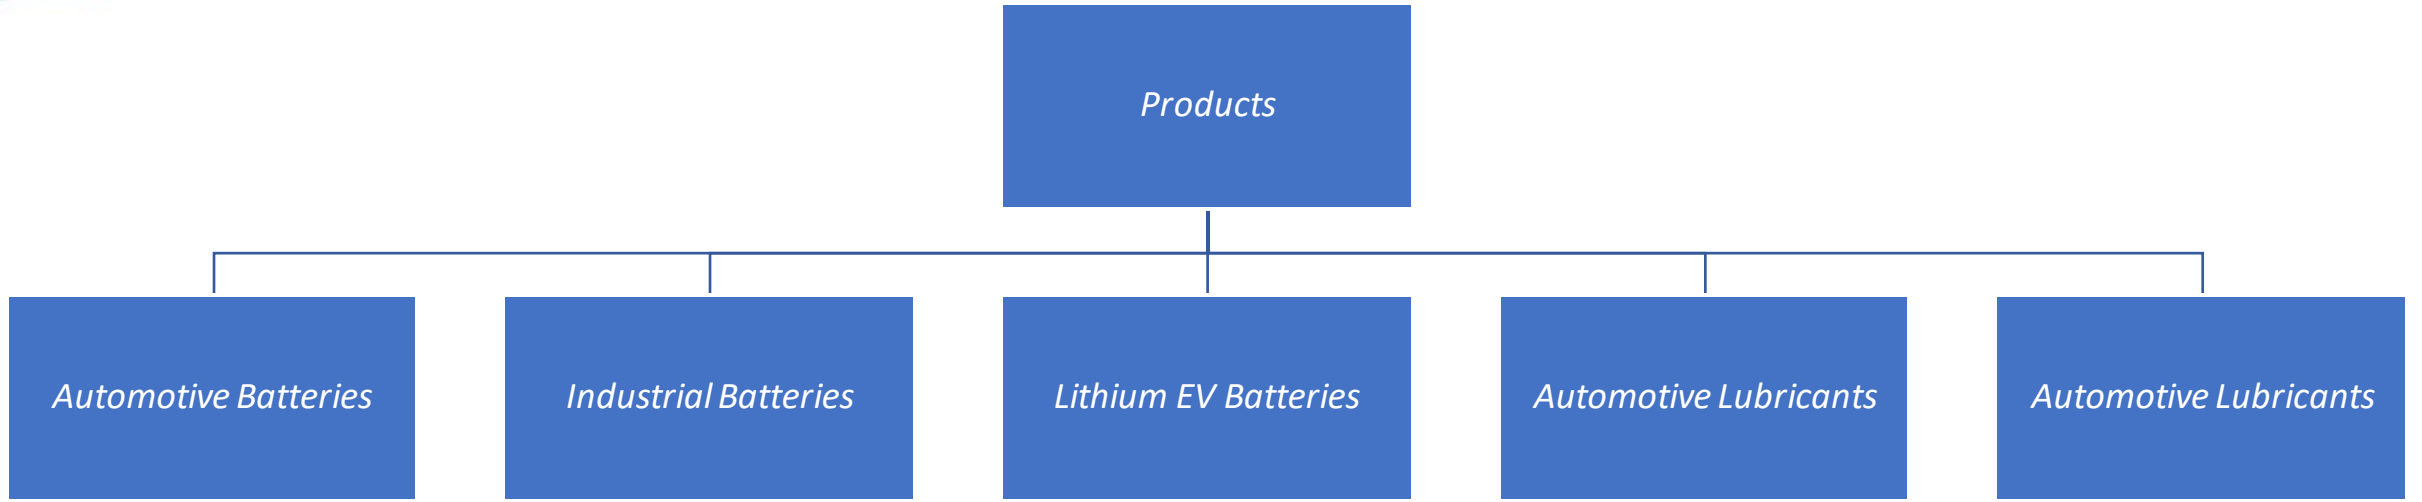 Products
Automotive Batteries
Industrial Batteries
Lithium EV Batteries
Automotive Lubricants
Automotive Lubricants